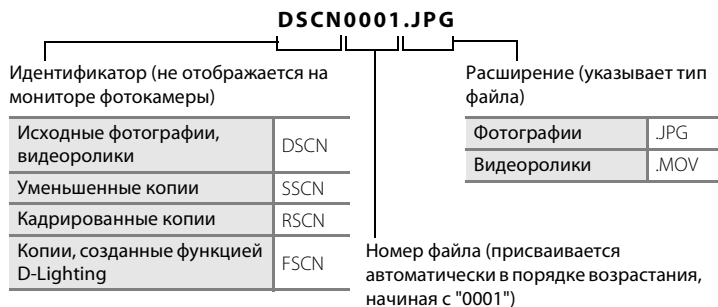 DSCN0001.JPG
Идентификатор (не отображается на
мониторе фотокамеры)
Исходные фотографии,
видеоролики
DSCN
Уменьшенные копии
SSCN
Кадрированные копии
RSCN
Копии, созданные функцией
D-Lighting
FSCN
Расширение (указывает тип
файла)
Фотографии
.JPG
Видеоролики
.MOV
Номер файла (присваивается
автоматически в порядке возрастания,
начиная с "0001")